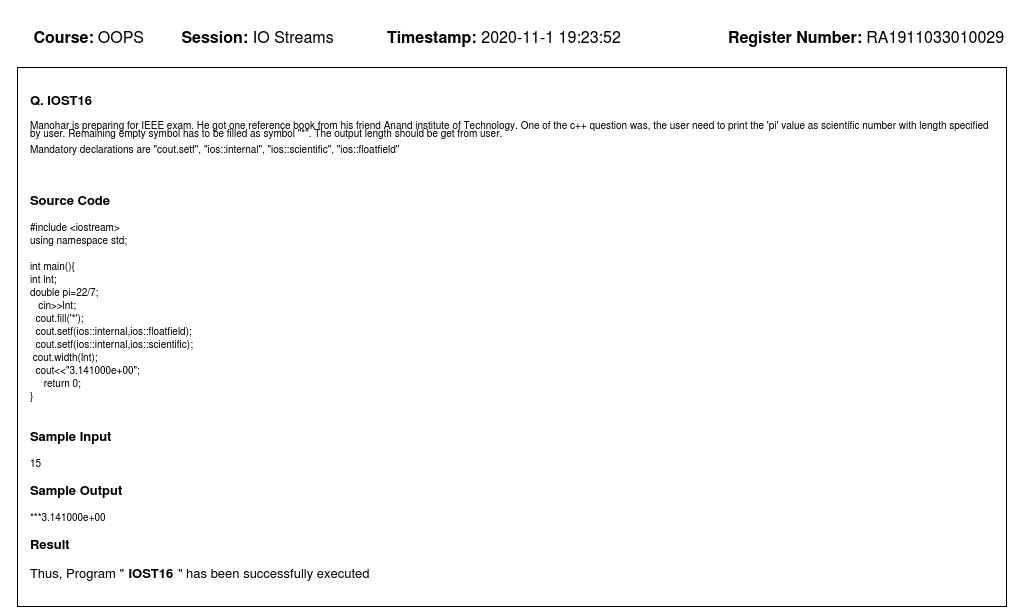 Course: OOPS Session: IO Streams Timestamp: 2020-11-1 19:23:52 Register Number: RA1911033010029
Q. IOST16
Manohar is preparing for IEEE exam. He got one reference book from his friend Anand institute of Technology. One of the c++ question was, the user need to print the 'pi' value as scientific number with length specified
by user. Remaining empty symbol has to be filled as symbol "*". The output length should be get from user.
Mandatory declarations are "cout.setf", "ios::internal", "ios::scientific", "ios::floatfield"
Source Code
#include <iostream>
using namespace std;
int main(){
int lnt;
double pi=22/7;
cin>>lnt;
cout.fill('*');
cout.setf(ios::internal,ios::floatfield);
cout.setf(ios::internal,ios::scientific);
cout.width(lnt);
cout<<"3.141000e+00";
return 0;
}
Sample Input
15
Sample Output
***3.141000e+00
Result
Thus, Program " IOST16 " has been successfully executed